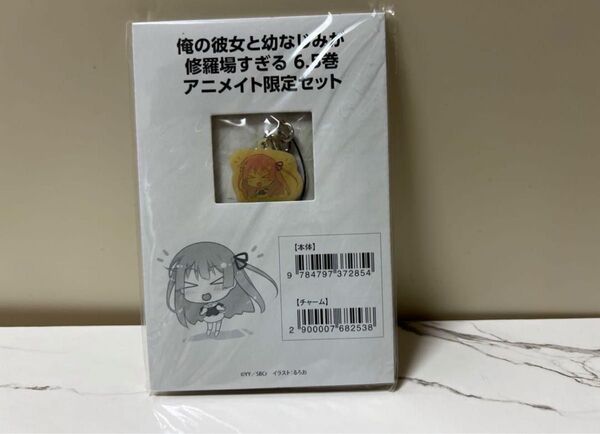 俺の彼女と幼なじみが
修羅場すぎる 6.5巻
アニメイト限定セット
【本体】
9 784797 372854
【チャーム】
2 900007 682538
©YY／SBCr イラスト：るろお